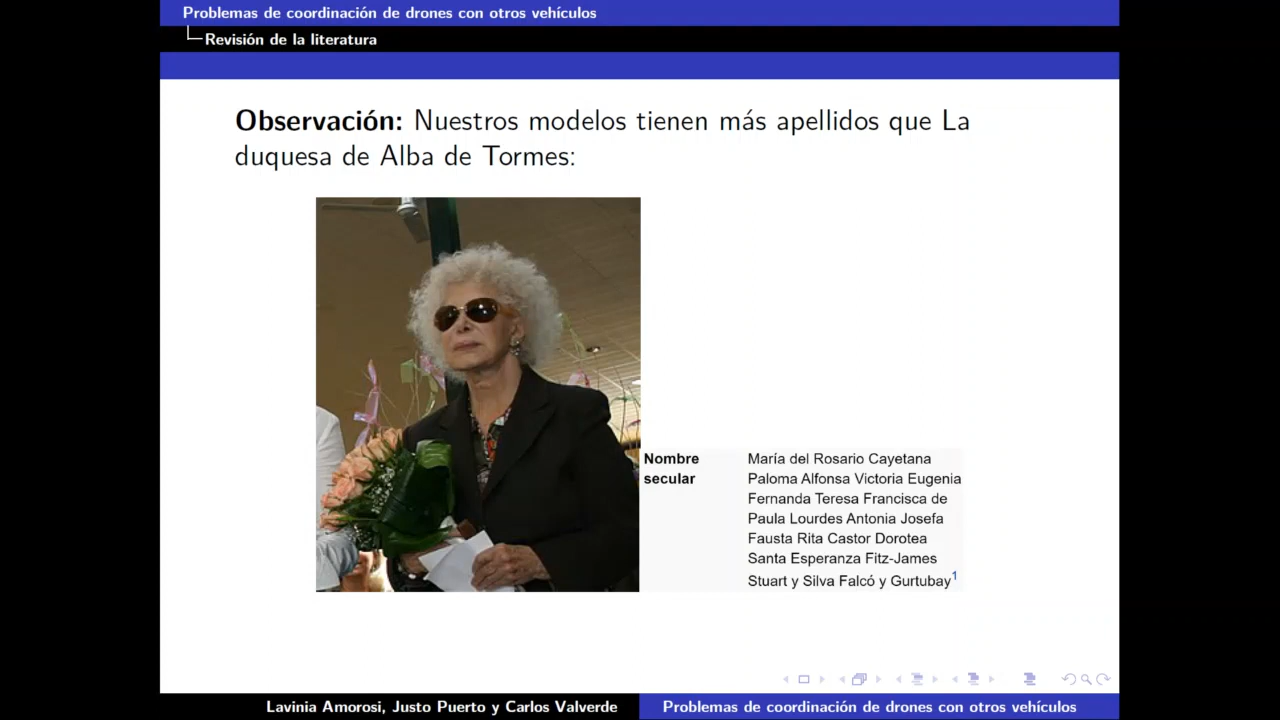 Problemas de coordinación de drones con otros vehículos
Revisión de la literatura
Observación: Nuestros modelos tienen más apellidos que La
duquesa de Alba de Tormes:
Nombre
secular
María del Rosario Cayetana
Paloma Alfonsa Victoria Eugenia
Fernanda Teresa Francisca de
Paula Lourdes Antonia Josefa
Fausta Rita Castor Dorotea
Santa Esperanza Fitz-James
Stuart y Silva Falcó y Gurtubay1
Lavinia Amorosi, Justo Puerto y Carlos Valverde
Problemas de coordinación de drones con otros vehículos